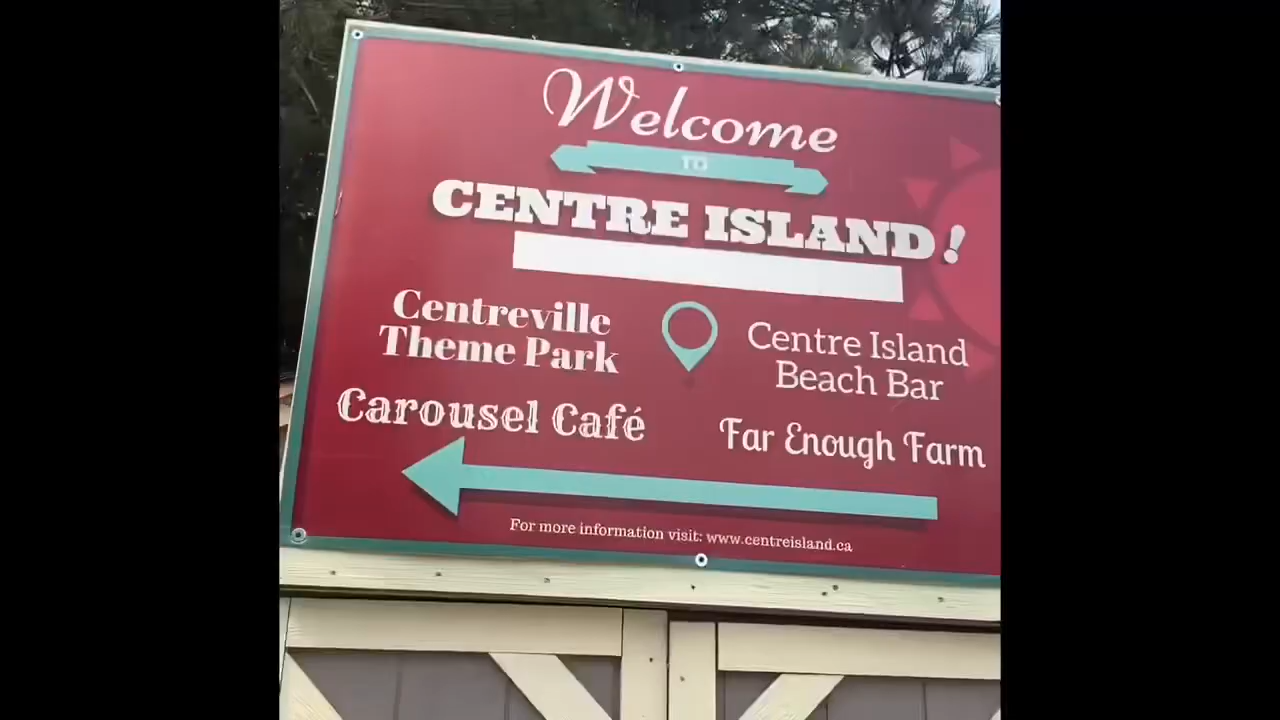 Welcome
TO
CENTRE ISLAND!
Centreville
Theme Park
Centre Island
Beach Bar
Carousel Café
Far Enough Farm
For more information visit: www.centreisland.ca